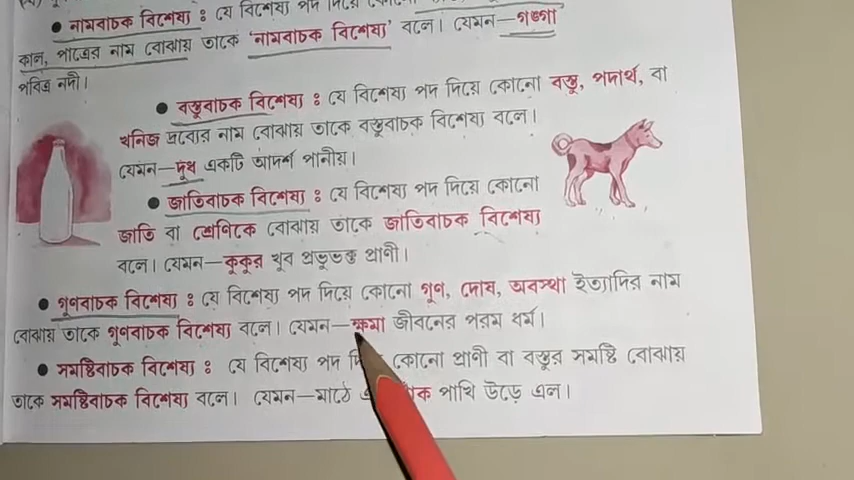 ● নামবাচক বিশেষ্য : যে বিশেষ্য পদ দিয়ে
কাল, পাত্রের নাম বোঝায় তাকে ‘নামবাচক বিশেষ্য’ বলে। যেমন—গঙ্গা
পবিত্র নদী।
● বস্তুবাচক বিশেষ্য : যে বিশেষ্য পদ দিয়ে কোনো বস্তু, পদার্থ, বা
খনিজ দ্রব্যের নাম বোঝায় তাকে বস্তুবাচক বিশেষ্য বলে।
যেমন—দুধ একটি আদর্শ পানীয়।
● জাতিবাচক বিশেষ্য : যে বিশেষ্য পদ দিয়ে কোনো
জাতি বা শ্রেণিকে বোঝায় তাকে জাতিবাচক বিশেষ্য
বলে। যেমন—কুকুর খুব প্রভুভক্ত প্রাণী।
● গুণবাচক বিশেষ্য : যে বিশেষ্য পদ দিয়ে কোনো গুণ, দোষ, অবস্থা ইত্যাদির নাম
বোঝায় তাকে গুণবাচক বিশেষ্য বলে। যেমন—ক্ষমা জীবনের পরম ধর্ম।
● সমষ্টিবাচক বিশেষ্য : যে বিশেষ্য পদ কোনো প্রাণী বা বস্তুর সমষ্টি বোঝায়
তাকে সমষ্টিবাচক বিশেষ্য বলে। যেমন—মাঠে পাখি উড়ে এল।